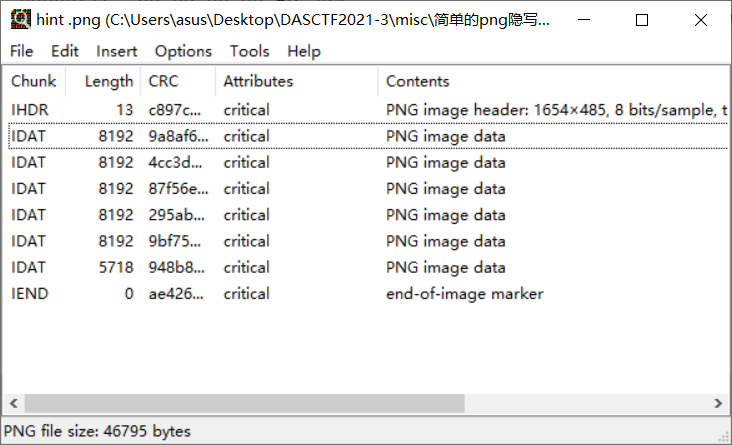 hint .png (C:\Users\asus\Desktop\DASCTF2021-3\misc\简单的png隐写...
File Edit Insert Options Tools Help
Chunk Length CRC Attributes Contents
IHDR 13 c897c... critical PNG image header: 1654×485, 8 bits/sample, t
IDAT 8192 9a8af6... critical PNG image data
IDAT 8192 4cc3d... critical PNG image data
IDAT 8192 87f56e... critical PNG image data
IDAT 8192 295ab... critical PNG image data
IDAT 8192 9bf75... critical PNG image data
IDAT 5718 948b8... critical PNG image data
IEND 0 ae426... critical end-of-image marker
PNG file size: 46795 bytes